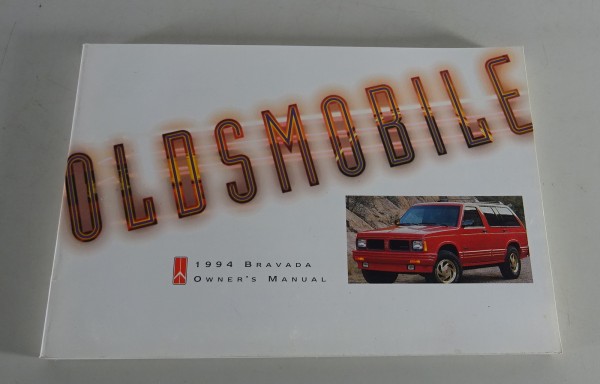 OLDSMOBILE
1994 BRAVADA
OWNER'S MANUAL